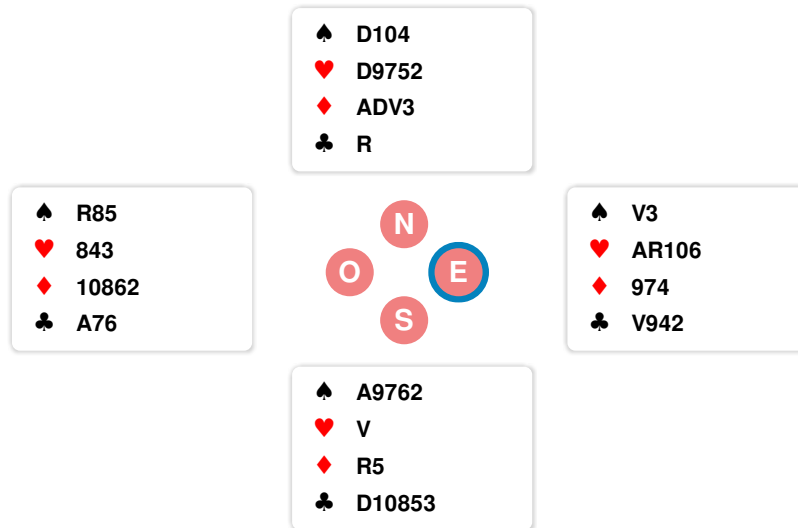 ♠ D104
♥ D9752
♦ ADV3
♣ R
♠ R85
♥ 843
♦ 10862
♣ A76
N
O
E
S
♠ V3
♥ AR106
♦ 974
♣ V942
♠ A9762
♥ V
♦ R5
♣ D10853